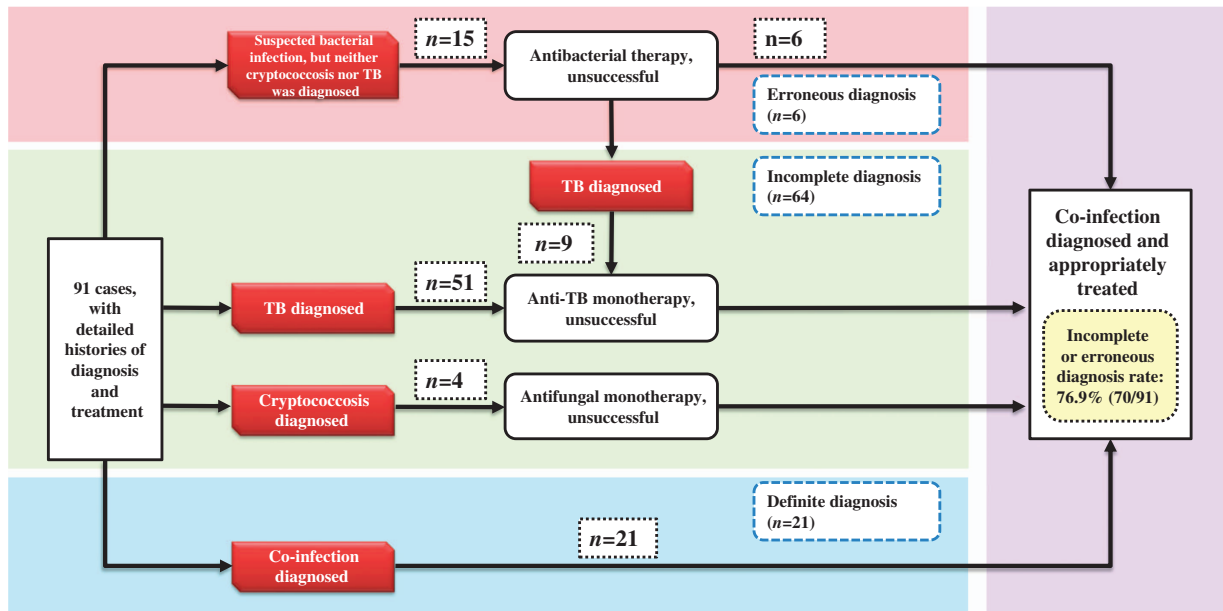 Suspected bacterial
infection, but neither
cryptococcosis nor TB
was diagnosed
n=15
Antibacterial therapy,
unsuccessful
n=6
Erroneous diagnosis
(n=6)
TB diagnosed
Incomplete diagnosis
(n=64)
n=9
91 cases,
with
detailed
histories of
diagnosis
and
treatment
TB diagnosed
n=51
Anti-TB monotherapy,
unsuccessful
Cryptococcosis
diagnosed
n=4
Antifungal monotherapy,
unsuccessful
Co-infection
diagnosed and
appropriately
treated
Incomplete
or erroneous
diagnosis rate:
76.9% (70/91)
Definite diagnosis
(n=21)
Co-infection
diagnosed
n=21